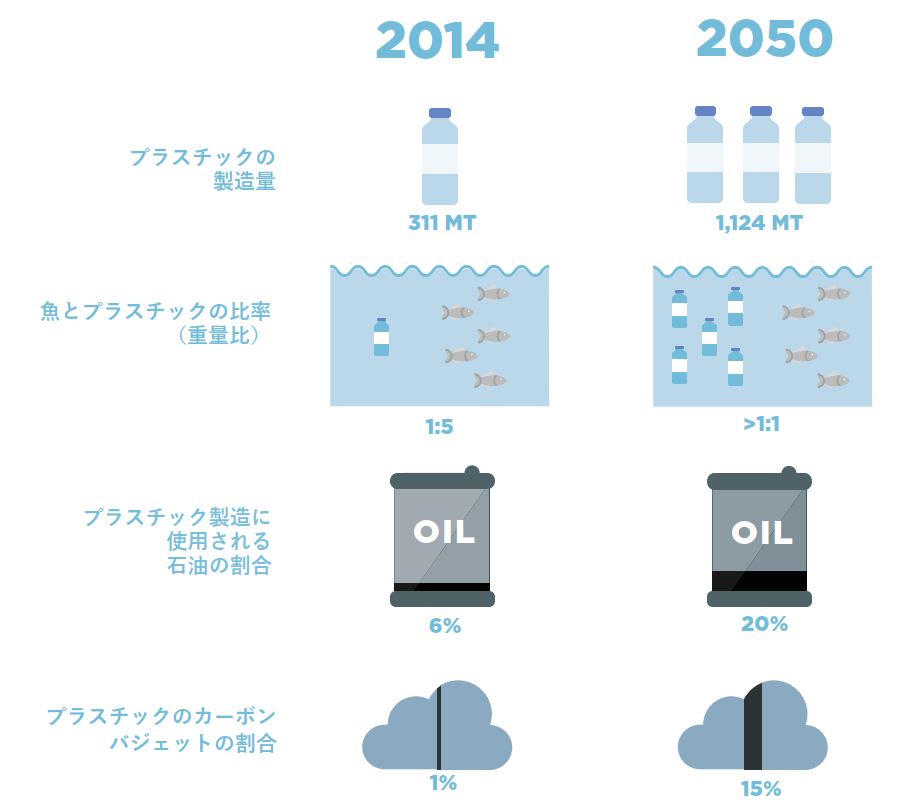 2014
2050
プラスチックの
製造量
311 MT
1,124 MT
魚とプラスチックの比率
（重量比）
1:5
>1:1
プラスチック製造に
使用される
石油の割合
OIL
OIL
6%
20%
プラスチックのカーボン
バジェットの割合
1%
15%